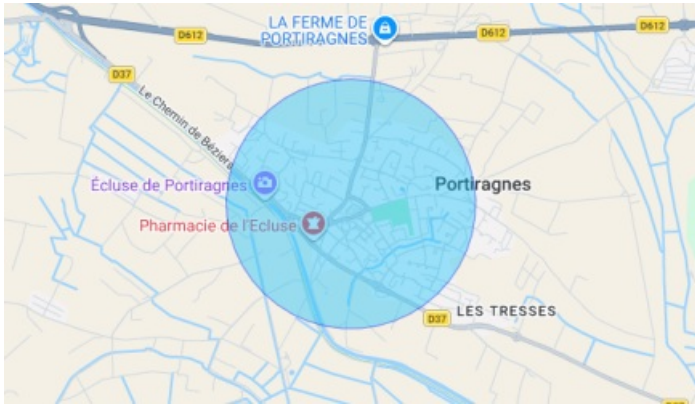 LA FERME DE
PORTIRAGNES
D612
D612
D612
D37
Le Chemin de Béziers
Écluse de Portiragnes
Portiragnes
Pharmacie de l'Ecluse
D37
LES TRESSES